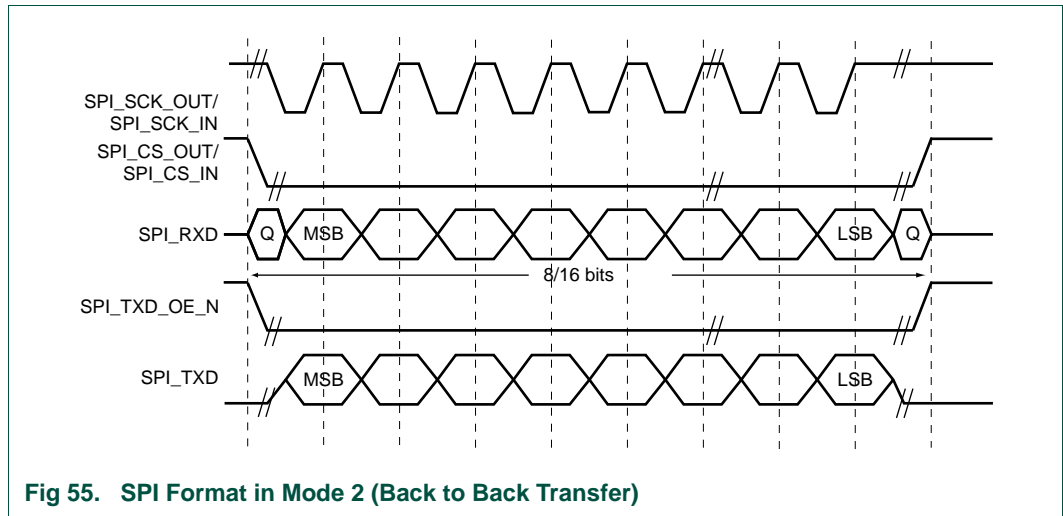 SPI_SCK_OUT/
SPI_SCK_IN
SPI_CS_OUT/
SPI_CS_IN
SPI_RXD
Q
MSB
LSB
Q
8/16 bits
SPI_TXD_OE_N
SPI_TXD
MSB
LSB
Fig 55. SPI Format in Mode 2 (Back to Back Transfer)